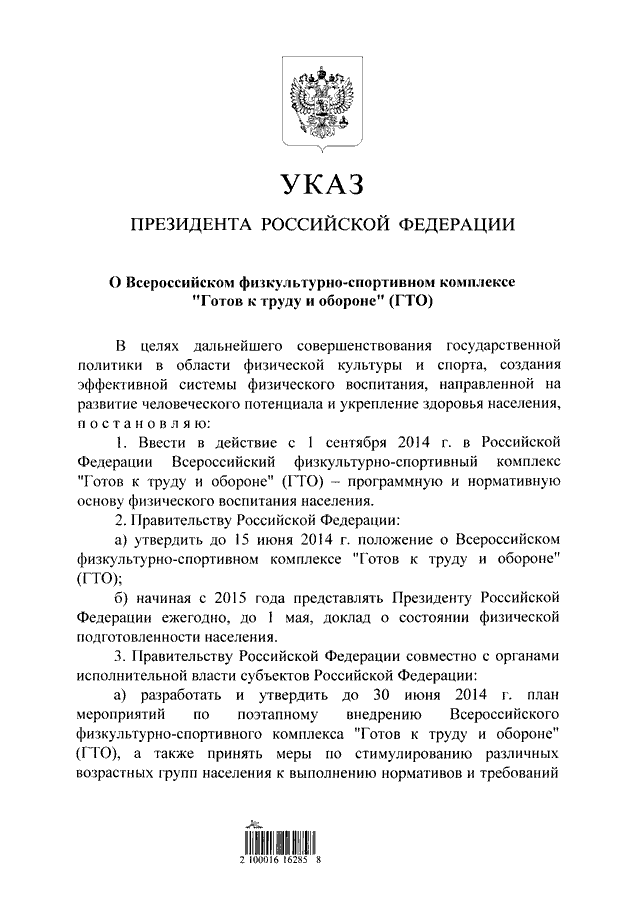 УКАЗ
ПРЕЗИДЕНТА РОССИЙСКОЙ ФЕДЕРАЦИИ
О Всероссийском физкультурно-спортивном комплексе
"Готов к труду и обороне" (ГТО)
В целях дальнейшего совершенствования государственной
политики в области физической культуры и спорта, создания
эффективной системы физического воспитания, направленной на
развитие человеческого потенциала и укрепление здоровья населения,
п о с т а н о в л я ю:
1. Ввести в действие с 1 сентября 2014 г. в Российской
Федерации Всероссийский физкультурно-спортивный комплекс
"Готов к труду и обороне" (ГТО) – программную и нормативную
основу физического воспитания населения.
2. Правительству Российской Федерации:
а) утвердить до 15 июня 2014 г. положение о Всероссийском
физкультурно-спортивном комплексе "Готов к труду и обороне"
(ГТО);
б) начиная с 2015 года представлять Президенту Российской
Федерации ежегодно, до 1 мая, доклад о состоянии физической
подготовленности населения.
3. Правительству Российской Федерации совместно с органами
исполнительной власти субъектов Российской Федерации:
а) разработать и утвердить до 30 июня 2014 г. план
мероприятий по поэтапному внедрению Всероссийского
физкультурно-спортивного комплекса "Готов к труду и обороне"
(ГТО), а также принять меры по стимулированию различных
возрастных групп населения к выполнению нормативов и требований
2 100016 16285 8